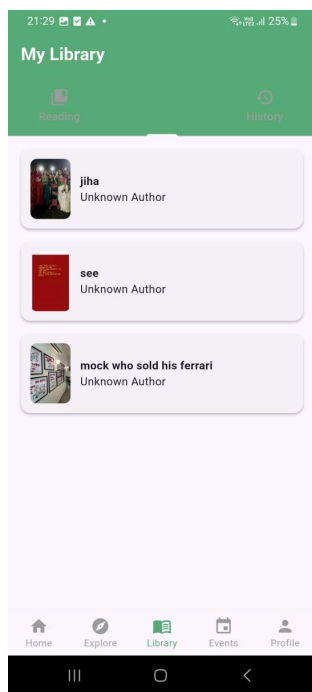 21:29 25%
My Library
Reading
History
jiha
Unknown Author
see
Unknown Author
mock who sold his ferrari
Unknown Author
Home Explore Library Events Profile